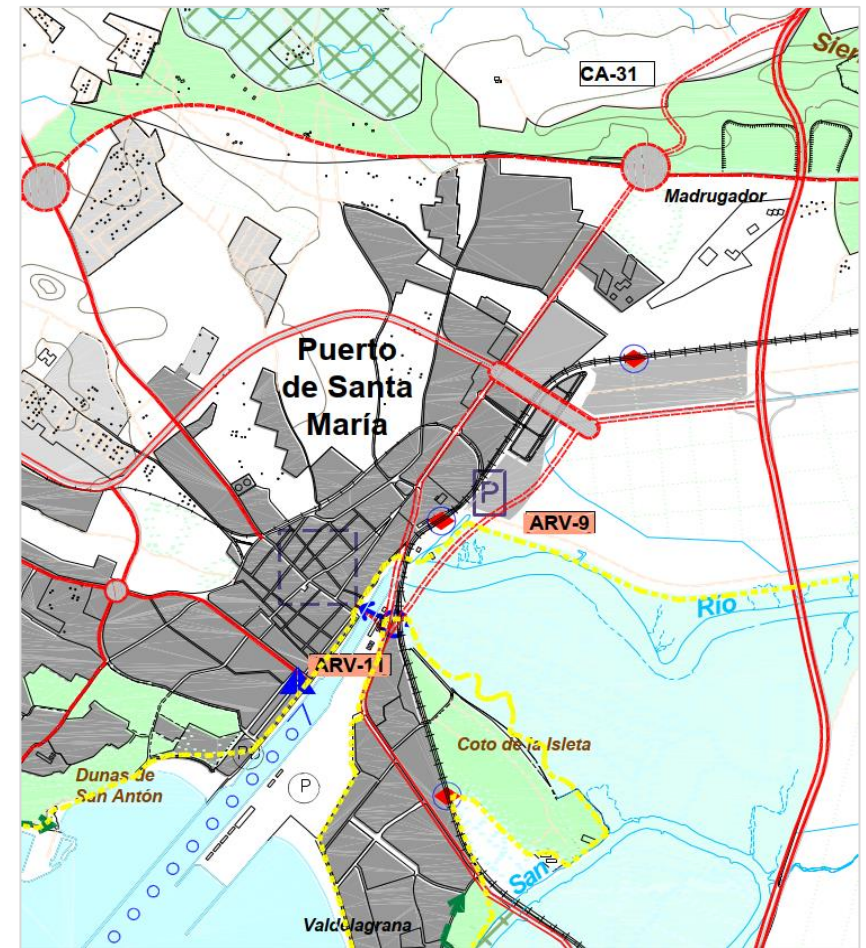 Sier
CA-31
Madrugador
Puerto
de Santa
María
P
ARV-9
Río
ARV-11
Coto de la Isleta
Dunas de
San Antón
P
San
Valdelagrana